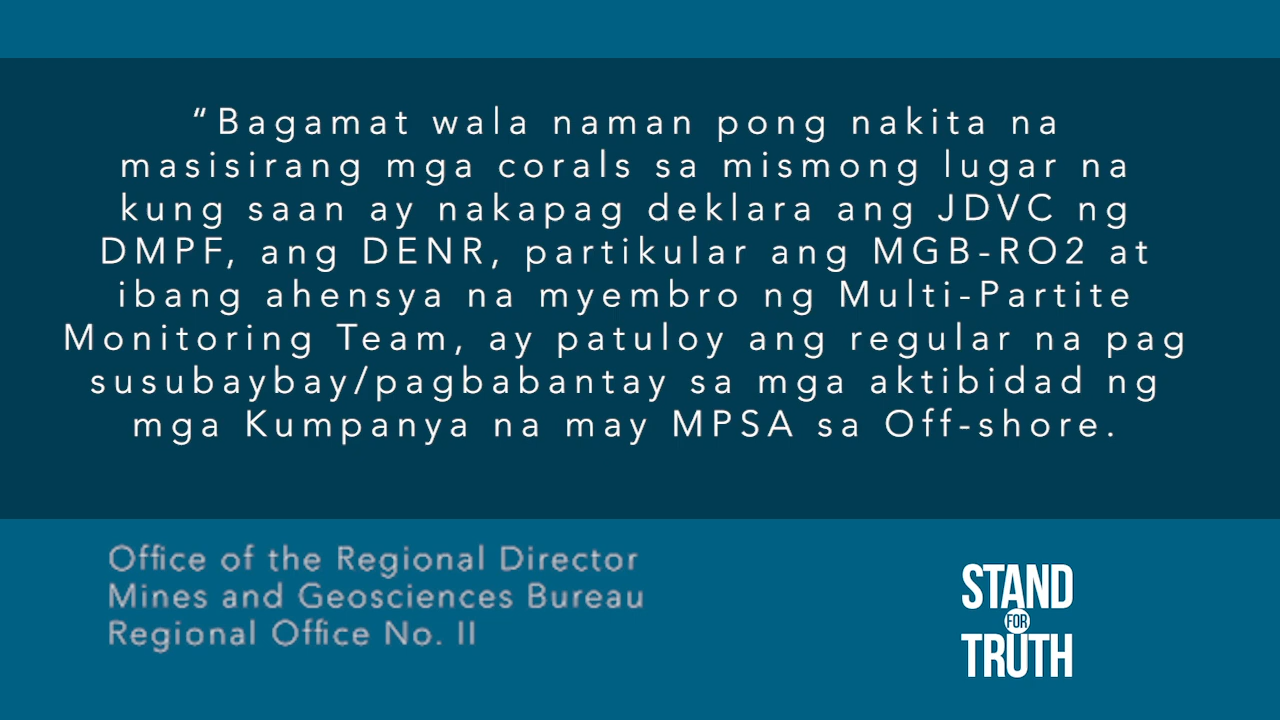 “Bagamat wala naman pong nakita na
masisirang mga corals sa mismong lugar na
kung saan ay nakapag deklara ang JDVC ng
DMPF, ang DENR, partikular ang MGB-RO2 at
ibang ahensya na myembro ng Multi-Partite
Monitoring Team, ay patuloy ang regular na pag
susubaybay/pagbabantay sa mga aktibidad ng
mga Kumpanya na may MPSA sa Off-shore.
Office of the Regional Director
Mines and Geosciences Bureau
Regional Office No. II
STAND
FOR
TRUTH